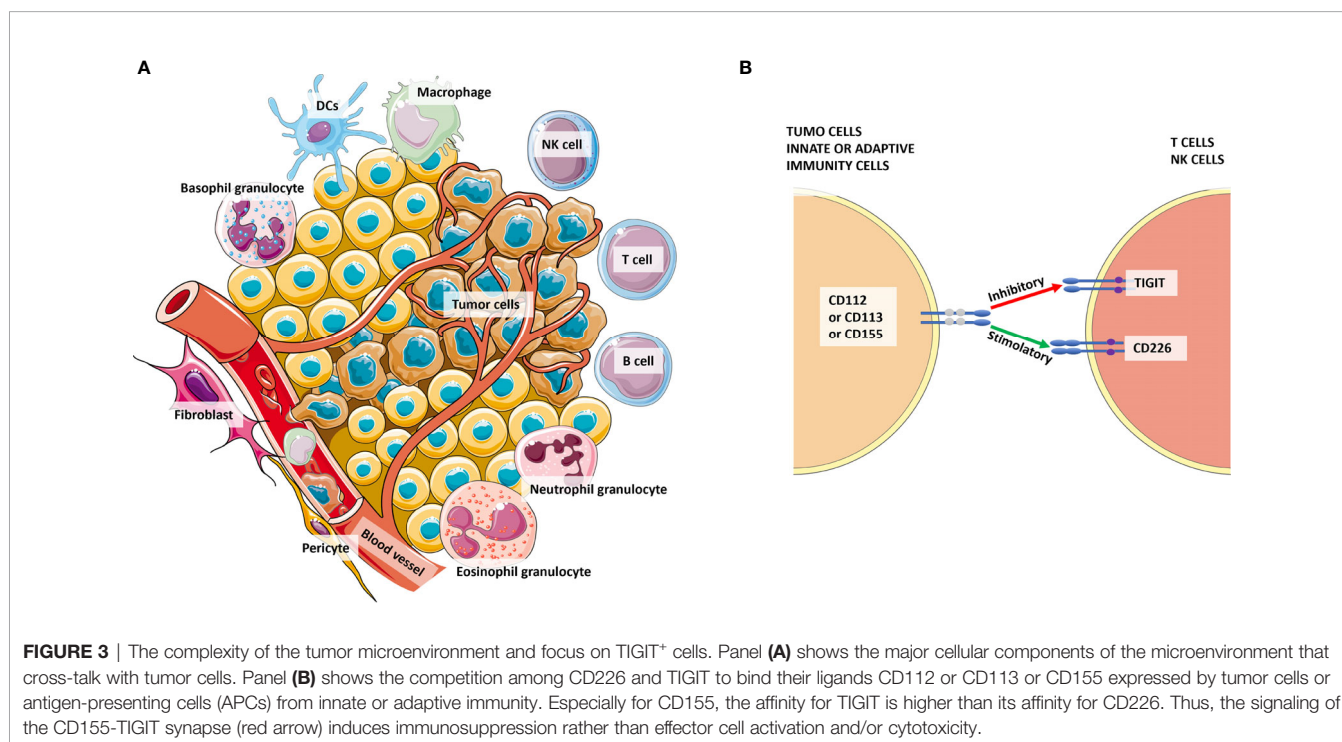 A
DCs
Macrophage
NK cell
Basophil granulocyte
T cell
Tumor cells
B cell
Fibroblast
Neutrophil granulocyte
Pericyte
Blood vessel
Eosinophil granulocyte
B
TUMO CELLS
INNATE OR ADAPTIVE
IMMUNITY CELLS
T CELLS
NK CELLS
CD112
or CD113
or CD155
Inhibitory
Stimolatory
TIGIT
CD226
FIGURE 3 | The complexity of the tumor microenvironment and focus on TIGIT⁺ cells. Panel (A) shows the major cellular components of the microenvironment that
cross-talk with tumor cells. Panel (B) shows the competition among CD226 and TIGIT to bind their ligands CD112 or CD113 or CD155 expressed by tumor cells or
antigen-presenting cells (APCs) from innate or adaptive immunity. Especially for CD155, the affinity for TIGIT is higher than its affinity for CD226. Thus, the signaling of
the CD155-TIGIT synapse (red arrow) induces immunosuppression rather than effector cell activation and/or cytotoxicity.